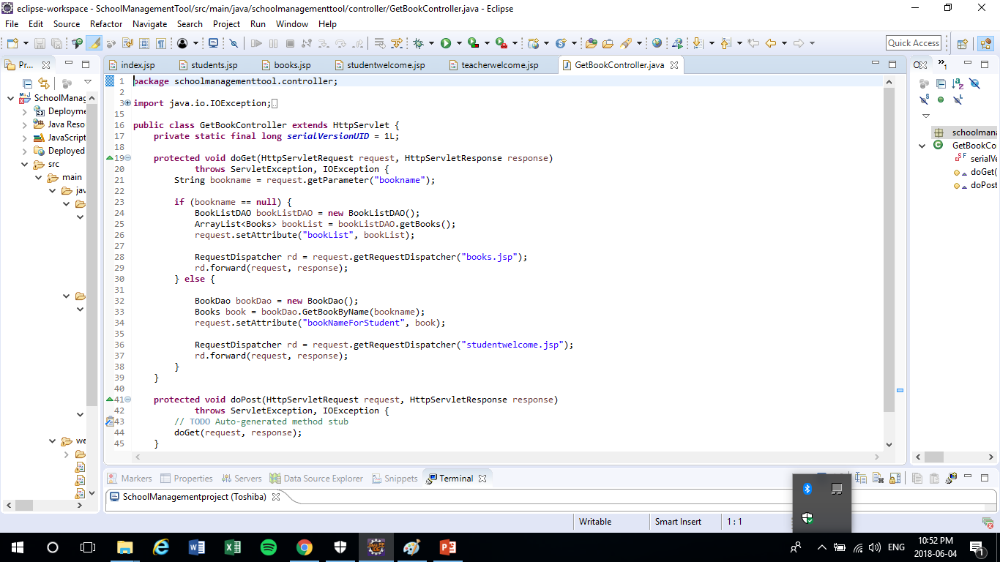 eclipse-workspace - SchoolManagementTool/src/main/java/schoolmanagementtool/controller/GetBookController.java - Eclipse
File Edit Source Refactor Navigate Search Project Run Window Help
Quick Access
Pr...
index.jsp students.jsp books.jsp studentwelcome.jsp teacherwelcome.jsp GetBookController.java
SchoolManag
Deployme
Java Reso
JavaScript
Deployed
src
main
jav
we
1 package schoolmanagementtool.controller;
2
3 import java.io.IOException;
15
16 public class GetBookController extends HttpServlet {
17 private static final long serialVersionUID = 1L;
18
19 protected void doGet(HttpServletRequest request, HttpServletResponse response)
20 throws ServletException, IOException {
21 String bookname = request.getParameter("bookname");
22
23 if (bookname == null) {
24 BookListDAO bookListDAO = new BookListDAO();
25 ArrayList<Books> bookList = bookListDAO.getBooks();
26 request.setAttribute("bookList", bookList);
27
28 RequestDispatcher rd = request.getRequestDispatcher("books.jsp");
29 rd.forward(request, response);
30 } else {
31
32 BookDao bookDao = new BookDao();
33 Books book = bookDao.GetBookByName(bookname);
34 request.setAttribute("bookNameForStudent", book);
35
36 RequestDispatcher rd = request.getRequestDispatcher("studentwelcome.jsp");
37 rd.forward(request, response);
38 }
39 }
40
41 protected void doPost(HttpServletRequest request, HttpServletResponse response)
42 throws ServletException, IOException {
43 // TODO Auto-generated method stub
44 doGet(request, response);
45 }
schoolmana
GetBookCo
serialVe
doGet(
doPost
Markers Properties Servers Data Source Explorer Snippets Terminal
SchoolManagementproject (Toshiba)
Writable Smart Insert 1 : 1
ENG
10:52 PM
2018-06-04
1